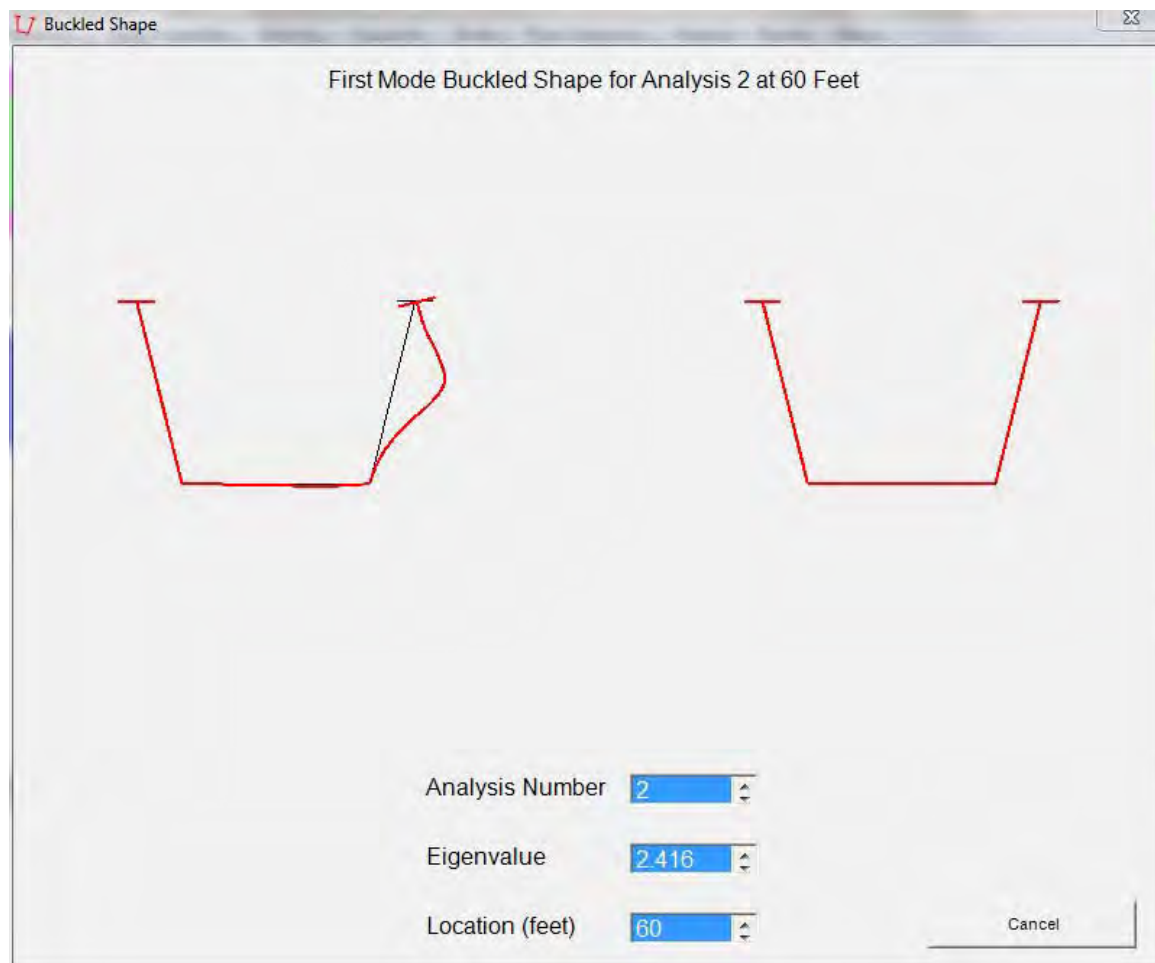 Buckled Shape
First Mode Buckled Shape for Analysis 2 at 60 Feet
Analysis Number 2
Eigenvalue 2.416
Location (feet) 60
Cancel